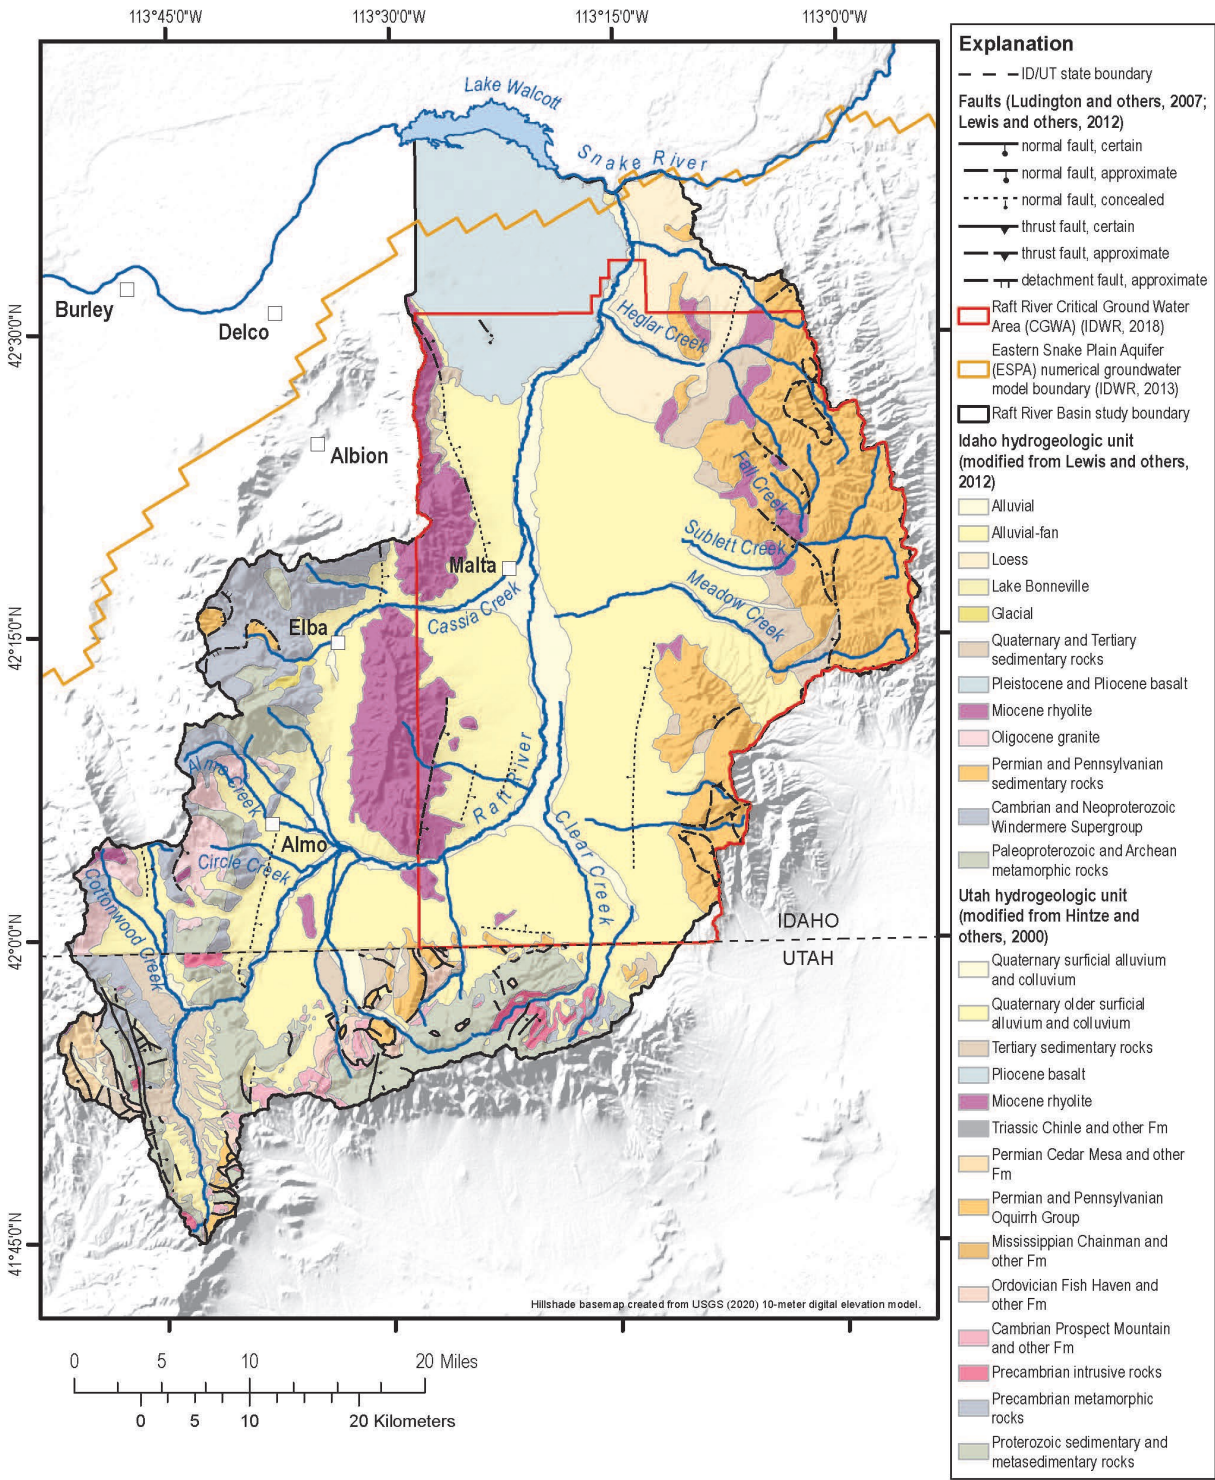 113°45'0"W
113°30'0"W
113°15'0"W
113°0'0"W
42°30'0"N
42°15'0"N
42°0'0"N
41°45'0"N
Lake Walcott
Snake River
Burley
Delco
Heglar Creek
Albion
Fall Creek
Sublett Creek
Malta
Meadow Creek
Cassia Creek
Elba
Raft River
Almo Creek
Clear Creek
Almo
Circle Creek
Cottonwood Creek
IDAHO
UTAH
Hillshade basemap created from USGS (2020) 10-meter digital elevation model.
0 5 10 20 Miles
0 5 10 20 Kilometers
Explanation
ID/UT state boundary
Faults (Ludington and others, 2007;
Lewis and others, 2012)
normal fault, certain
normal fault, approximate
normal fault, concealed
thrust fault, certain
thrust fault, approximate
detachment fault, approximate
Raft River Critical Ground Water
Area (CGWA) (IDWR, 2018)
Eastern Snake Plain Aquifer
(ESPA) numerical groundwater
model boundary (IDWR, 2013)
Raft River Basin study boundary
Idaho hydrogeologic unit
(modified from Lewis and others,
2012)
Alluvial
Alluvial-fan
Loess
Lake Bonneville
Glacial
Quaternary and Tertiary
sedimentary rocks
Pleistocene and Pliocene basalt
Miocene rhyolite
Oligocene granite
Permian and Pennsylvanian
sedimentary rocks
Cambrian and Neoproterozoic
Windermere Supergroup
Paleoproterozoic and Archean
metamorphic rocks
Utah hydrogeologic unit
(modified from Hintze and
others, 2000)
Quaternary surficial alluvium
and colluvium
Quaternary older surficial
alluvium and colluvium
Tertiary sedimentary rocks
Pliocene basalt
Miocene rhyolite
Triassic Chinle and other Fm
Permian Cedar Mesa and other
Fm
Permian and Pennsylvanian
Oquirrh Group
Mississippian Chainman and
other Fm
Ordovician Fish Haven and
other Fm
Cambrian Prospect Mountain
and other Fm
Precambrian intrusive rocks
Precambrian metamorphic
rocks
Proterozoic sedimentary and
metasedimentary rocks